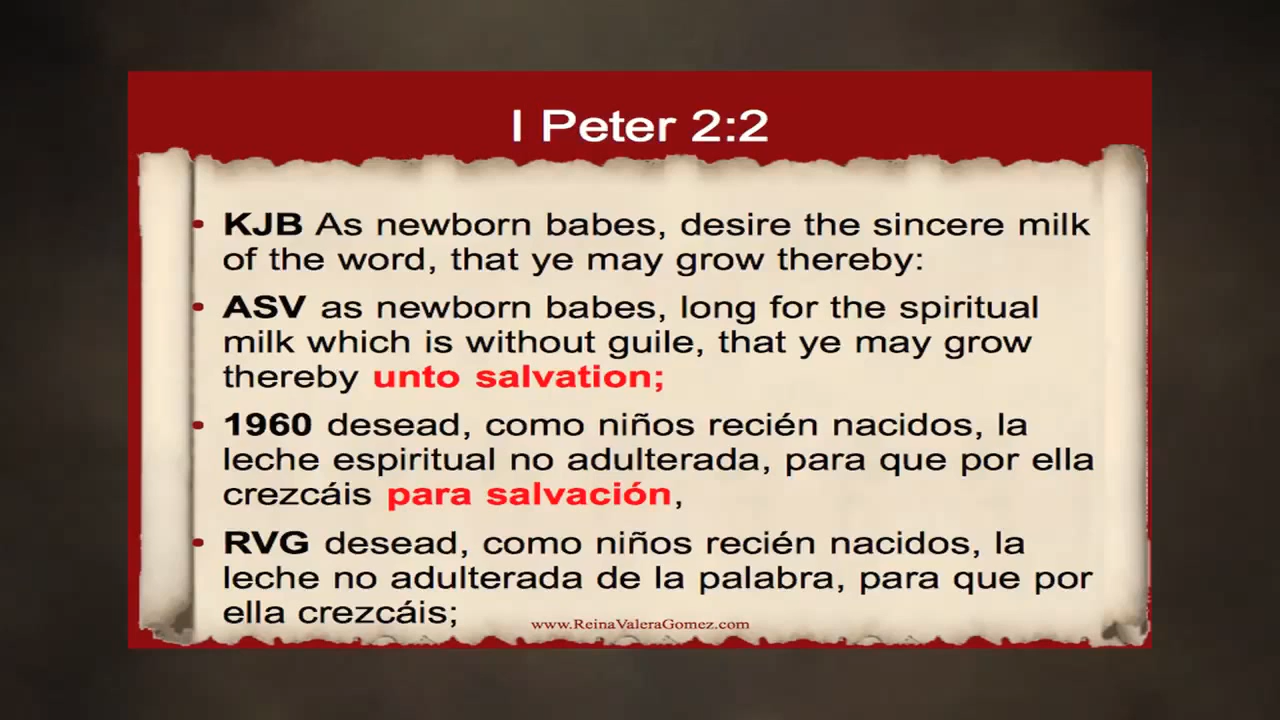 I Peter 2:2
• KJB As newborn babes, desire the sincere milk
of the word, that ye may grow thereby:
• ASV as newborn babes, long for the spiritual
milk which is without guile, that ye may grow
thereby unto salvation;
• 1960 desead, como niños recién nacidos, la
leche espiritual no adulterada, para que por ella
crezcáis para salvación,
• RVG desead, como niños recién nacidos, la
leche no adulterada de la palabra, para que por
ella crezcáis;
www.ReinaValeraGomez.com